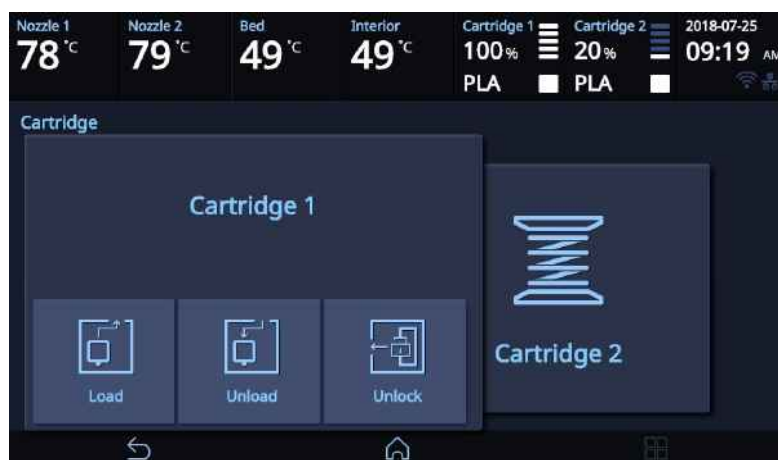 Nozzle 1 Nozzle 2 Bed Interior Cartridge 1 Cartridge 2 2018-07-25
78 °C 79 °C 49 °C 49 °C 100 % 20 % 09:19 AM
PLA PLA
Cartridge
Cartridge 1
Load Unload Unlock
Cartridge 2